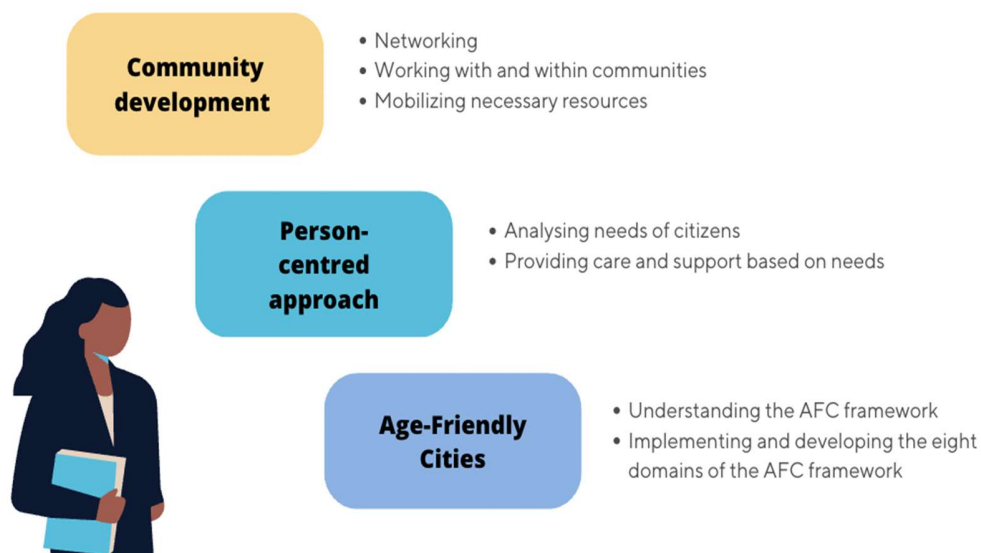 Community
development
• Networking
• Working with and within communities
• Mobilizing necessary resources
Person-
centred
approach
• Analysing needs of citizens
• Providing care and support based on needs
Age-Friendly
Cities
• Understanding the AFC framework
• Implementing and developing the eight
domains of the AFC framework